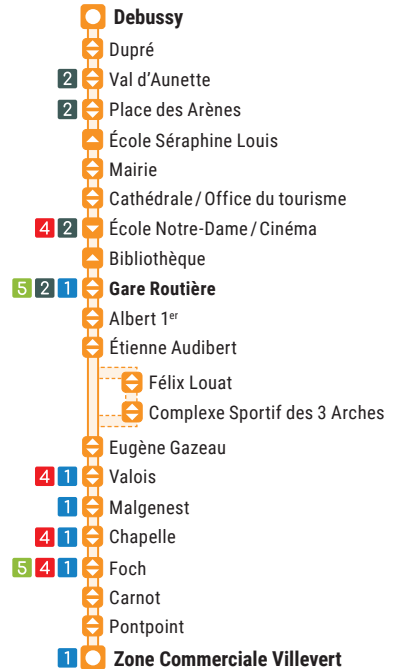 Debussy
Dupré
2 Val d’Aunette
2 Place des Arènes
École Séraphine Louis
Mairie
Cathédrale / Office du tourisme
4 2 École Notre-Dame / Cinéma
Bibliothèque
5 2 1 Gare Routière
Albert 1er
Étienne Audibert
Félix Louat
Complexe Sportif des 3 Arches
Eugène Gazeau
4 1 Valois
1 Malgenest
4 1 Chapelle
5 4 1 Foch
Carnot
Pontpoint
1 Zone Commerciale Villevert